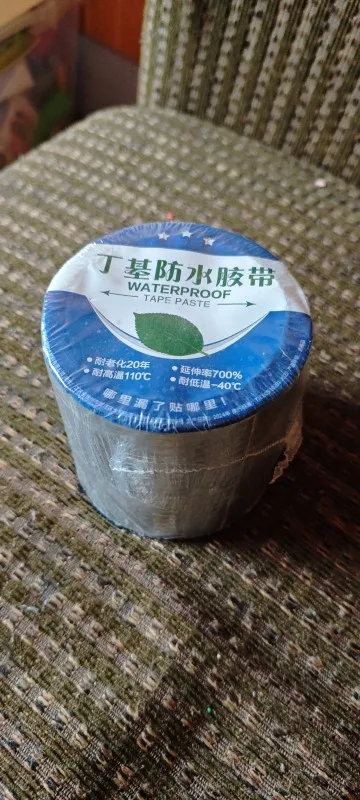 丁基防水胶带
WATERPROOF
TAPE PASTE
耐老化20年
延伸率700%
耐高温110℃
耐低温-40℃
哪里漏了贴哪里!